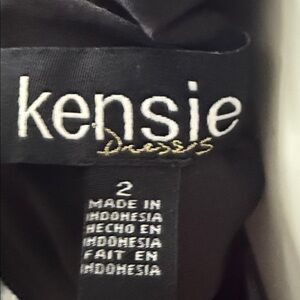 kensie
Dresses
2
MADE IN
INDONESIA
HECHO EN
INDONESIA
FAIT EN
INDONESIA